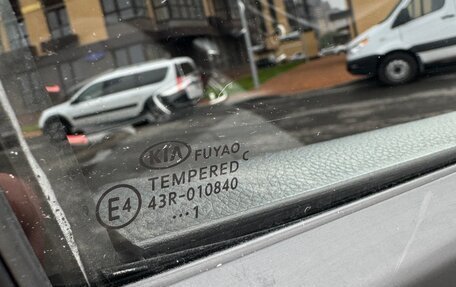 KIA FUYAO C
TEMPERED
E4 43R-010840
...1